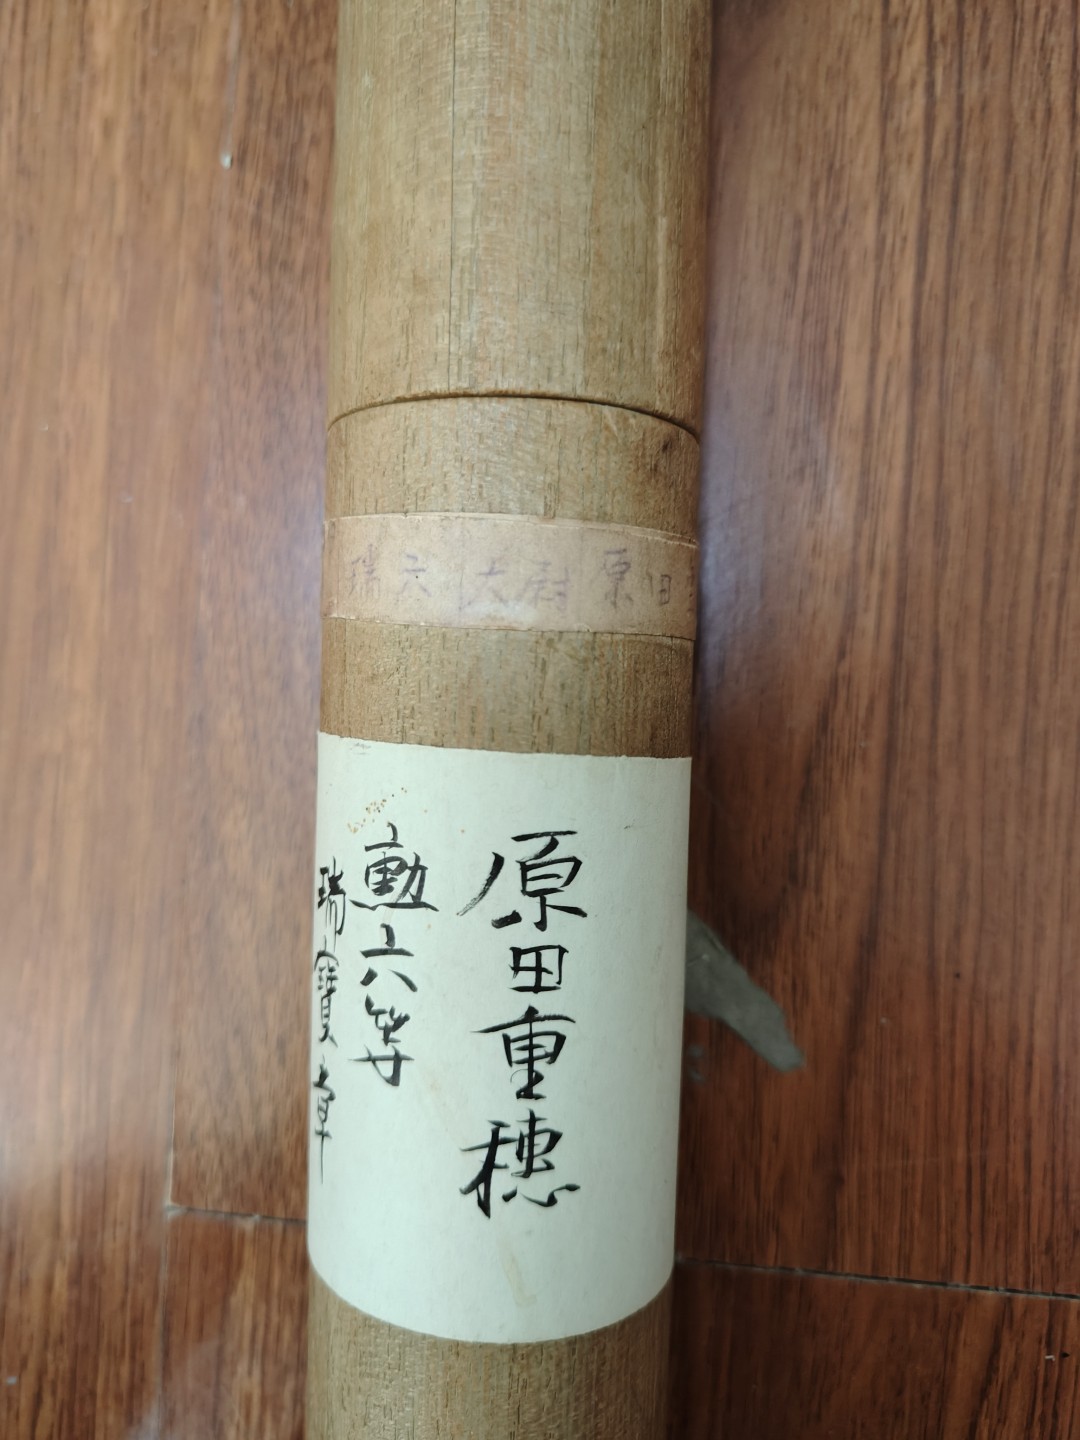 瑞六 大尉 原田
原田重穂
勲六等
瑞寶章